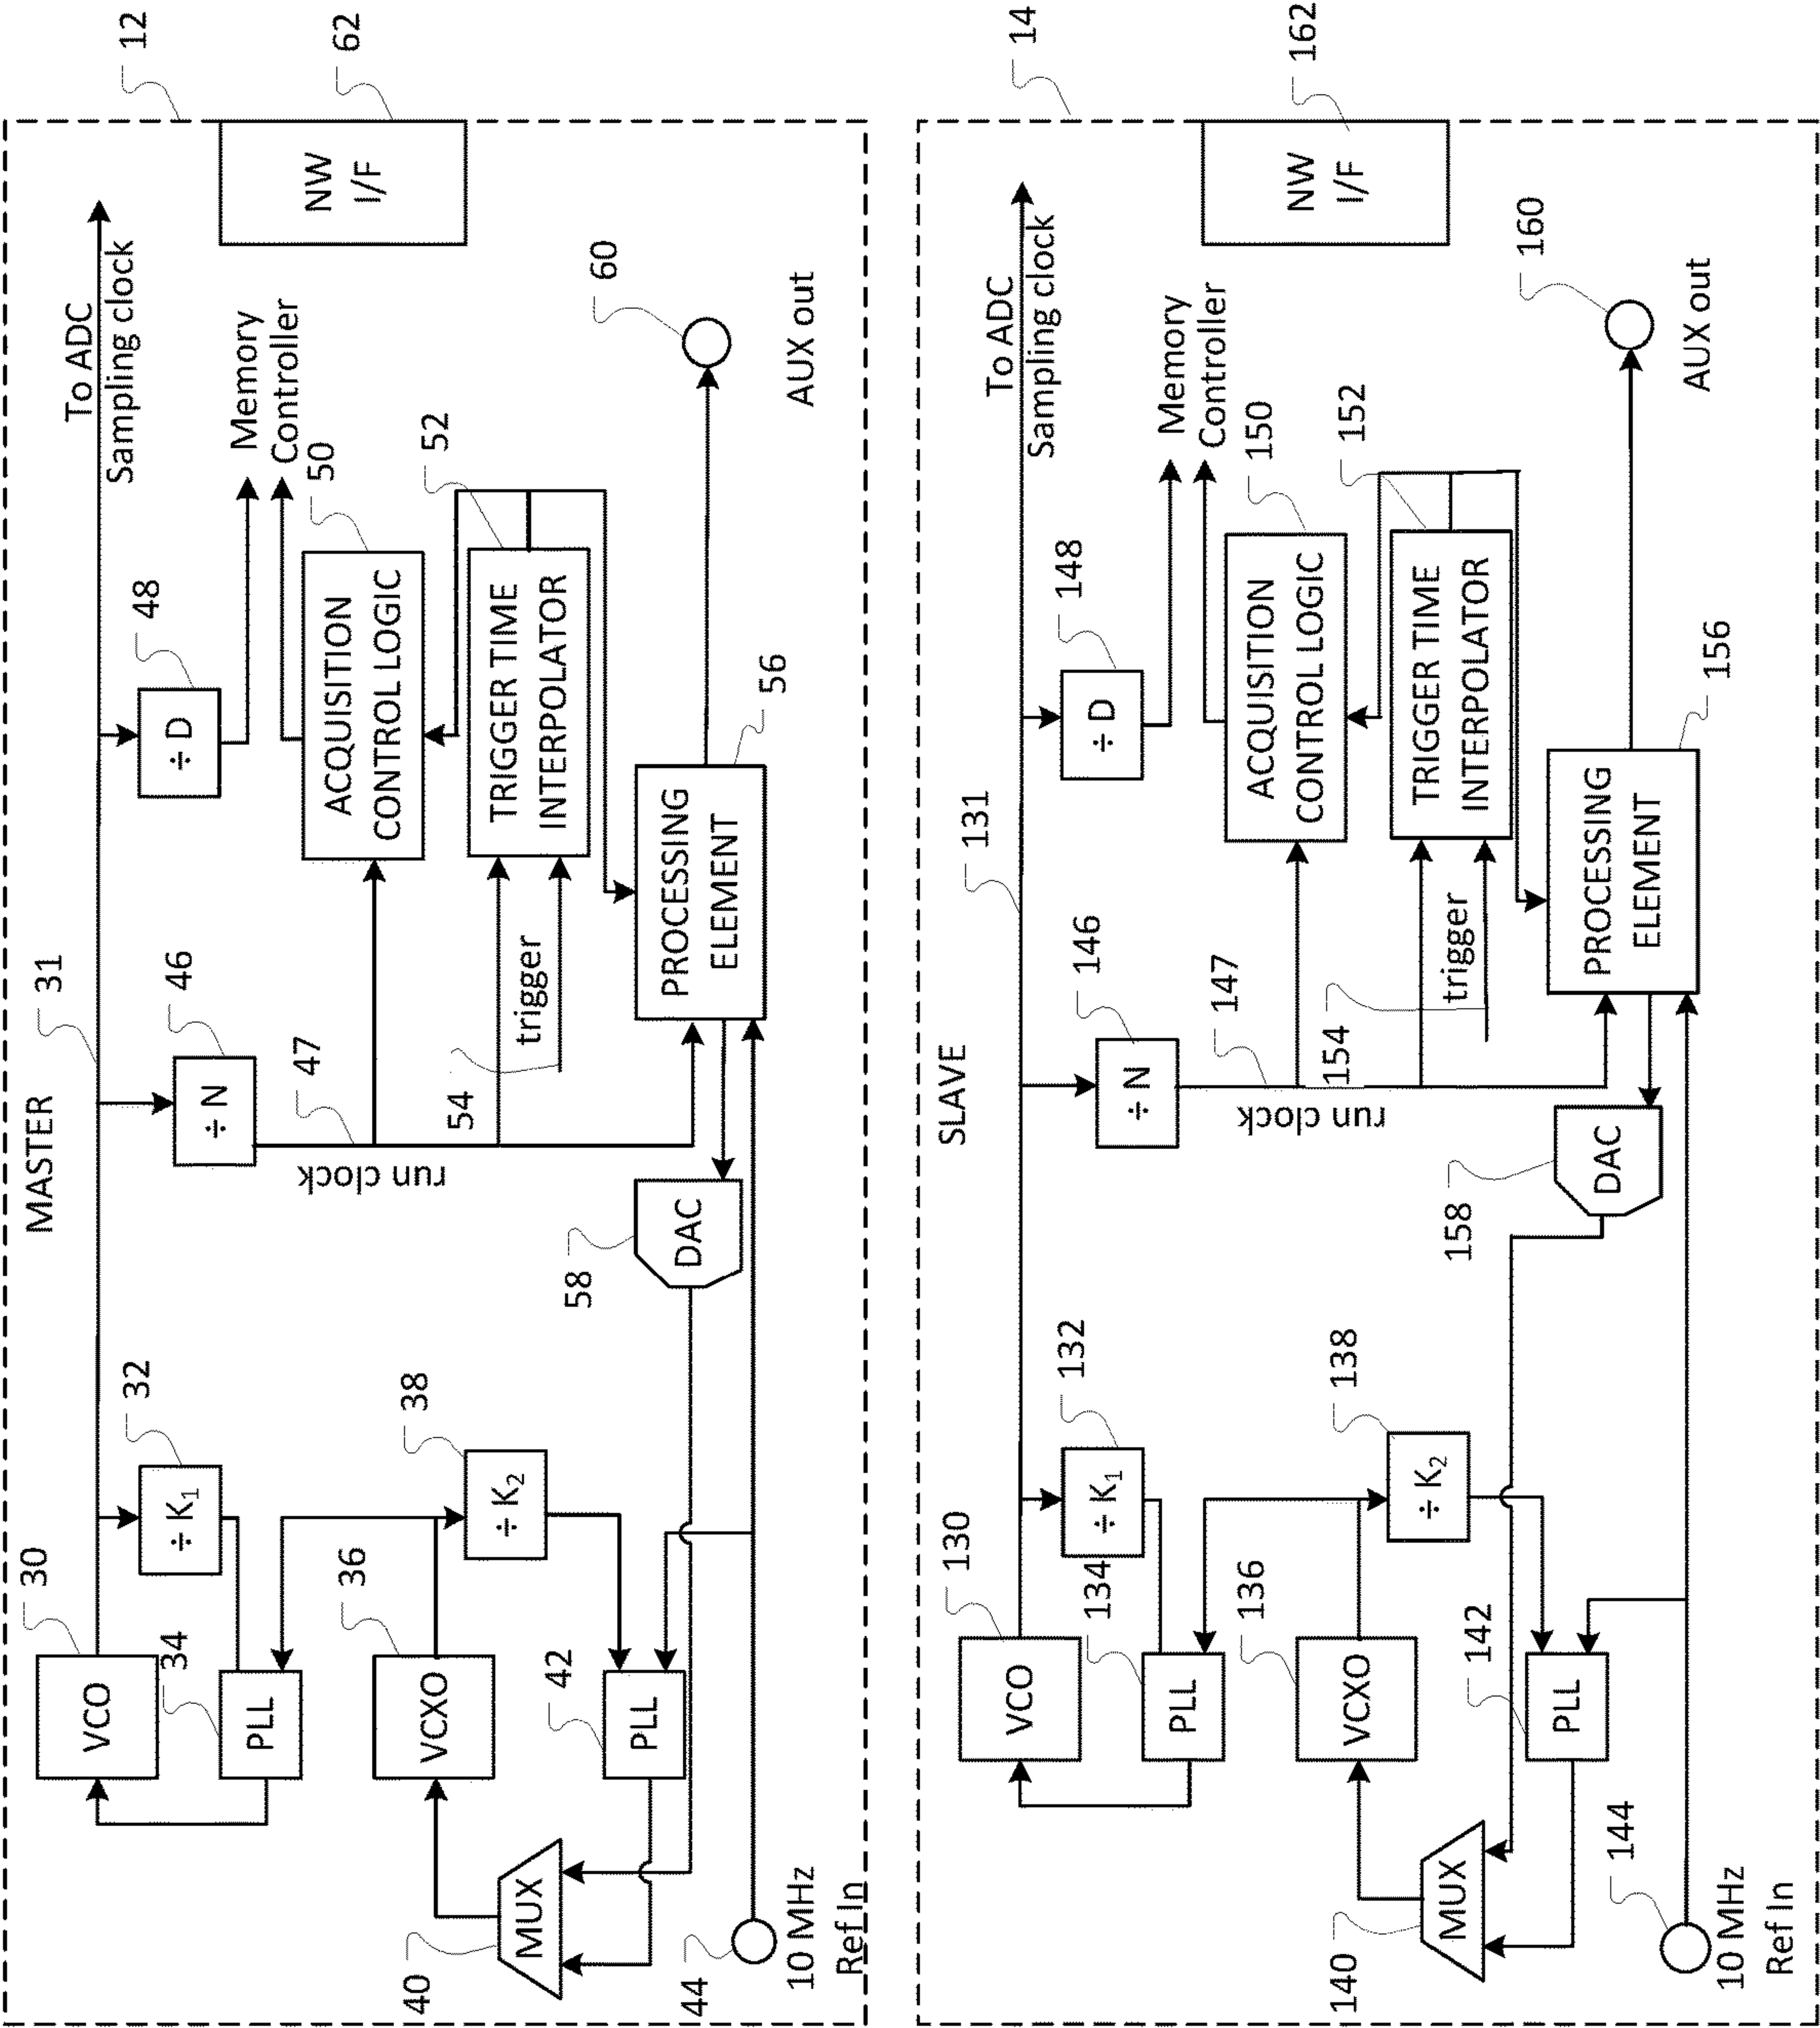 MASTER
12
31
To ADC
Sampling clock
30
VCO
32
÷ K1
34
PLL
46
÷ N
47
run clock
48
÷ D
Memory
Controller
62
NW
I/F
36
VCXO
38
÷ K2
50
ACQUISITION
CONTROL LOGIC
52
TRIGGER TIME
INTERPOLATOR
54
trigger
40
MUX
42
PLL
58
DAC
56
PROCESSING
ELEMENT
60
AUX out
44
10 MHz
Ref In
SLAVE
14
131
To ADC
Sampling clock
130
VCO
132
÷ K1
134
PLL
146
÷ N
147
run clock
148
÷ D
Memory
Controller
162
NW
I/F
136
VCXO
138
÷ K2
150
ACQUISITION
CONTROL LOGIC
152
TRIGGER TIME
INTERPOLATOR
154
trigger
140
MUX
142
PLL
158
DAC
156
PROCESSING
ELEMENT
160
AUX out
144
10 MHz
Ref In